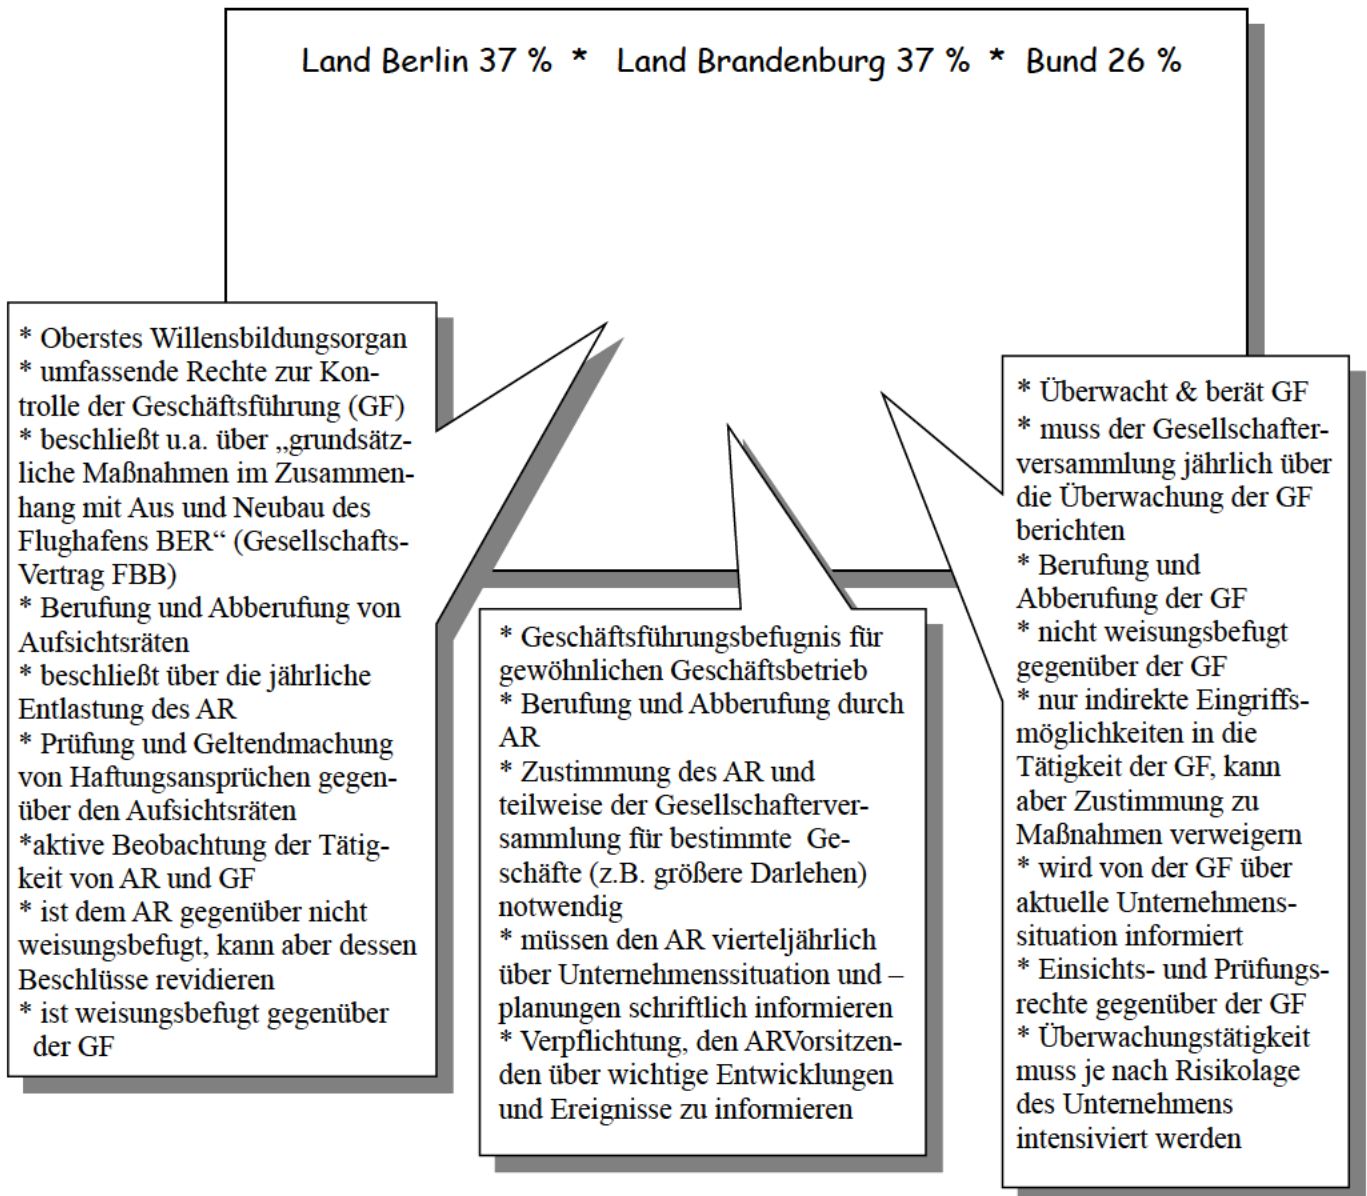 Land Berlin 37 % * Land Brandenburg 37 % * Bund 26 %
* Oberstes Willensbildungsorgan
* umfassende Rechte zur Kon-
trolle der Geschäftsführung (GF)
* beschließt u.a. über „grundsätz-
liche Maßnahmen im Zusammen-
hang mit Aus und Neubau des
Flughafens BER“ (Gesellschafts-
Vertrag FBB)
* Berufung und Abberufung von
Aufsichtsräten
* beschließt über die jährliche
Entlastung des AR
* Prüfung und Geltendmachung
von Haftungsansprüchen gegen-
über den Aufsichtsräten
*aktive Beobachtung der Tätig-
keit von AR und GF
* ist dem AR gegenüber nicht
weisungsbefugt, kann aber dessen
Beschlüsse revidieren
* ist weisungsbefugt gegenüber
der GF
* Geschäftsführungsbefugnis für
gewöhnlichen Geschäftsbetrieb
* Berufung und Abberufung durch
AR
* Zustimmung des AR und
teilweise der Gesellschafterver-
sammlung für bestimmte Ge-
schäfte (z.B. größere Darlehen)
notwendig
* müssen den AR vierteljährlich
über Unternehmenssituation und –
planungen schriftlich informieren
* Verpflichtung, den ARVorsitzen-
den über wichtige Entwicklungen
und Ereignisse zu informieren
* Überwacht & berät GF
* muss der Gesellschafter-
versammlung jährlich über
die Überwachung der GF
berichten
* Berufung und
Abberufung der GF
* nicht weisungsbefugt
gegenüber der GF
* nur indirekte Eingriffs-
möglichkeiten in die
Tätigkeit der GF, kann
aber Zustimmung zu
Maßnahmen verweigern
* wird von der GF über
aktuelle Unternehmens-
situation informiert
* Einsichts- und Prüfungs-
rechte gegenüber der GF
* Überwachungstätigkeit
muss je nach Risikolage
des Unternehmens
intensiviert werden